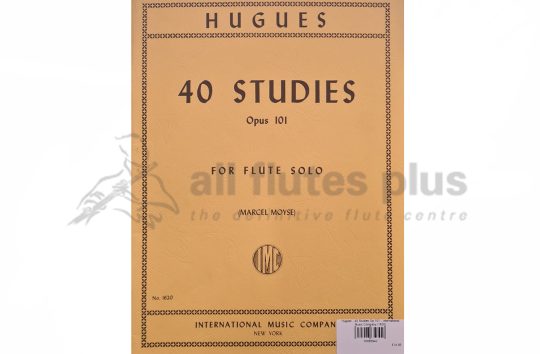 HUGUES
40 STUDIES
Opus 101
FOR FLUTE SOLO
all flutes plus
the definitive flute centre
(MARCEL MOYSE)
IMC
No. 1620
INTERNATIONAL MUSIC COMPANY
NEW YORK